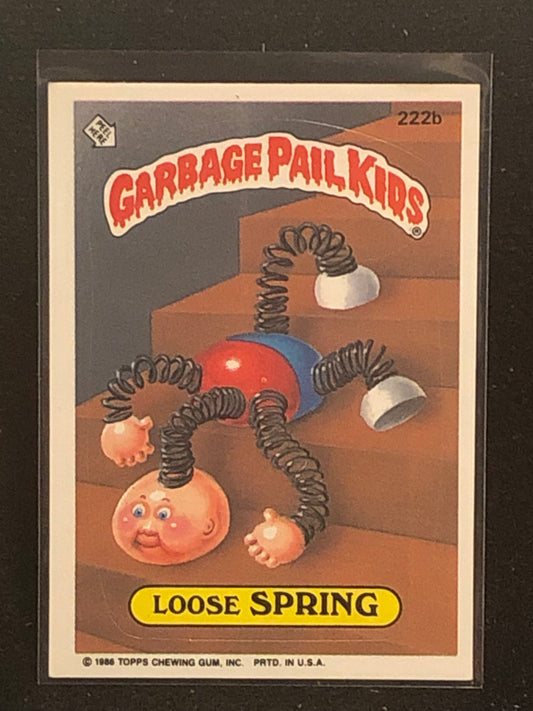 PEEL
HERE
222b
GARBAGE PAIL KIDS®
LOOSE SPRING
© 1986 TOPPS CHEWING GUM, INC. PRTD. IN U.S.A.